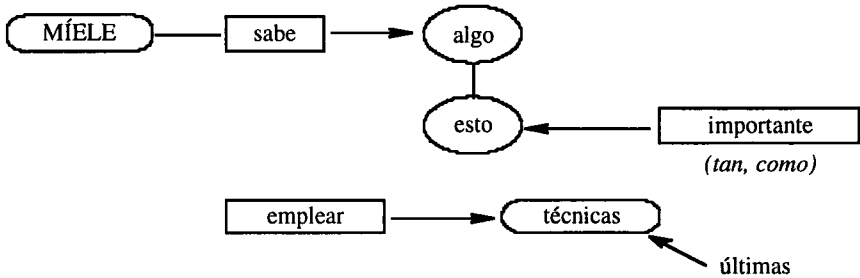 MÍELE sabe algo
esto importante
(tan, como)
emplear técnicas
últimas